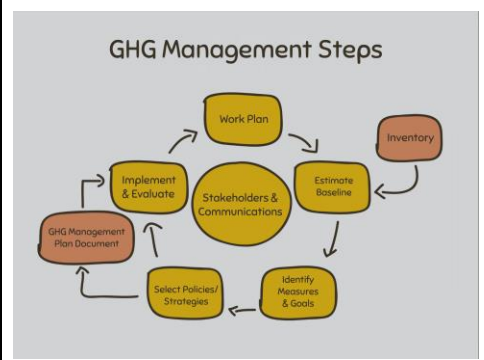 GHG Management Steps
Work Plan
Inventory
Implement
& Evaluate
Stakeholders &
Communications
Estimate
Baseline
GHG Management
Plan Document
Select Policies/
Strategies
Identify
Measures
& Goals